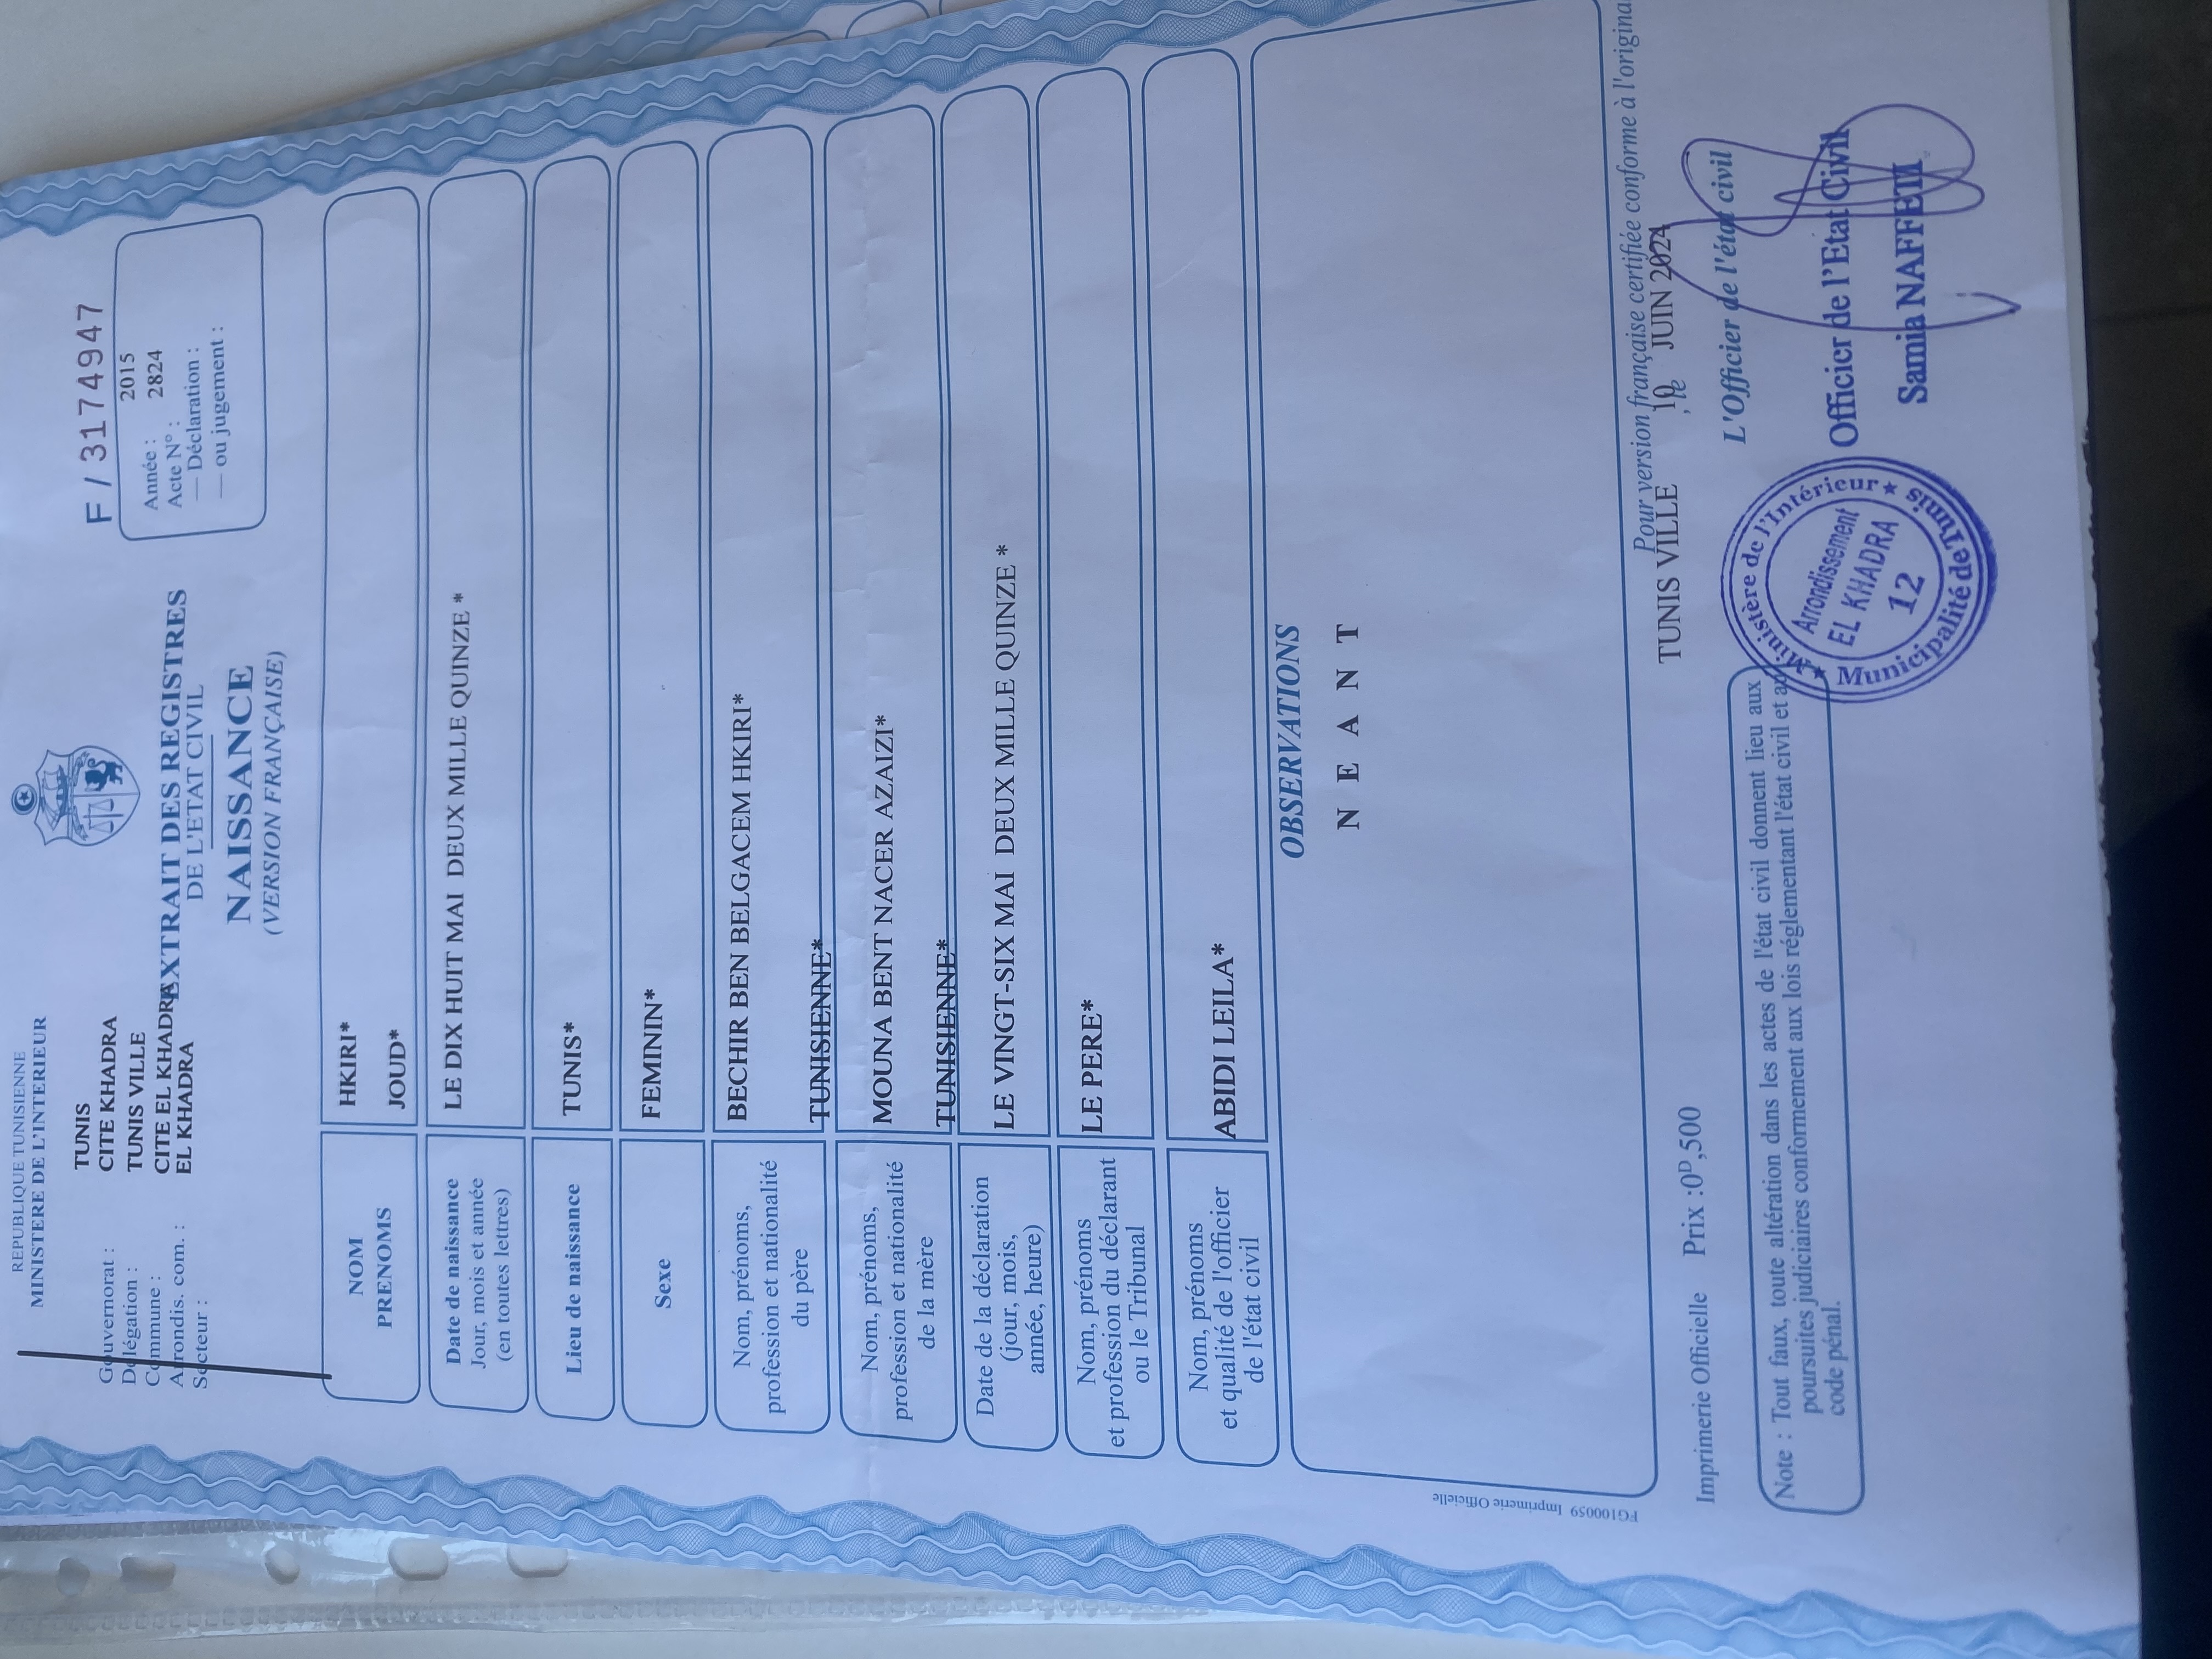 REPUBLIQUE TUNISIENNE
MINISTERE DE L'INTERIEUR
Gouvernorat : TUNIS
Délégation : CITE KHADRA
Commune : TUNIS VILLE
Arrondis. com. : CITE EL KHADRA
Secteur : EL KHADRA
EXTRAIT DES REGISTRES
DE L'ETAT CIVIL
NAISSANCE
(VERSION FRANÇAISE)
F / 3174947
Année : 2015
Acte N° : 2824
— Déclaration :
— ou jugement :
NOM HKIRI*
PRENOMS JOUD*
Date de naissance
Jour, mois et année
(en toutes lettres)
LE DIX HUIT MAI DEUX MILLE QUINZE *
Lieu de naissance TUNIS*
Sexe FEMININ*
Nom, prénoms,
profession et nationalité
du père
BECHIR BEN BELGACEM HKIRI*
TUNISIENNE*
Nom, prénoms,
profession et nationalité
de la mère
MOUNA BENT NACER AZAIZI*
TUNISIENNE*
Date de la déclaration
(jour, mois,
année, heure)
LE VINGT-SIX MAI DEUX MILLE QUINZE *
Nom, prénoms
et profession du déclarant
ou le Tribunal
LE PERE*
Nom, prénoms
et qualité de l'officier
de l'état civil
ABIDI LEILA*
OBSERVATIONS
N E A N T
FG100059 Imprimerie Officielle
Pour version française certifiée conforme à l'origina
TUNIS VILLE , le 10 JUIN 2024
L'Officier de l'état civil
Officier de l'Etat Civil
Samia NAFFETI
Ministère de l'Intérieur
Arrondissement
EL KHADRA
12
Municipalité de Tunis
Imprimerie Officielle Prix :0D,500
Note : Tout faux, toute altération dans les actes de l'état civil donnent lieu aux
poursuites judiciaires conformement aux lois réglementant l'état civil et au
code pénal.